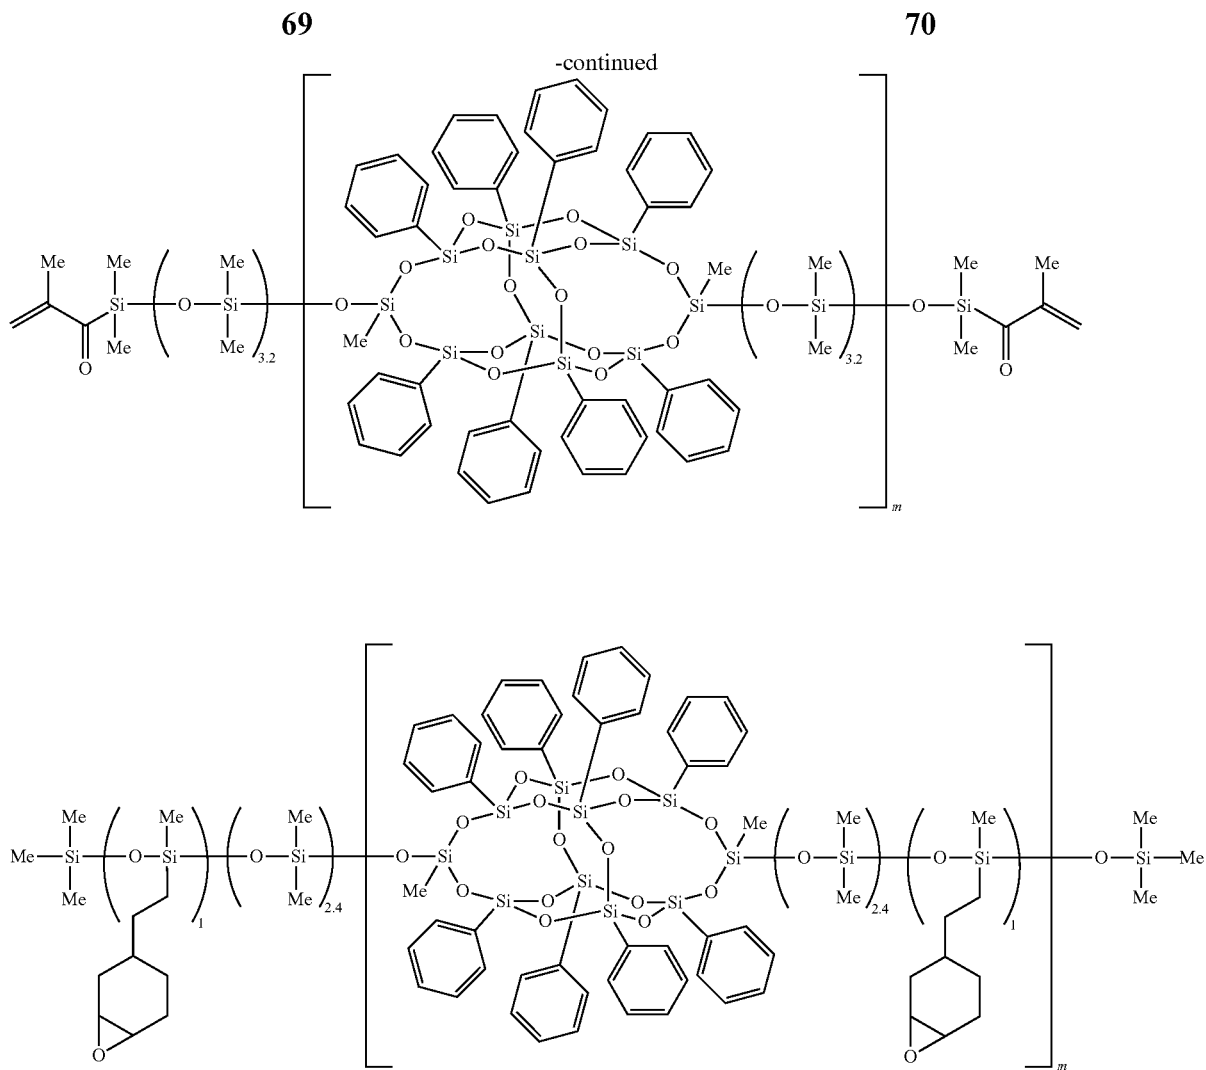 69 70
-continued
O Si O O Si
Si O Si O Si
Me Me Me O O Me Me Me Me
Si O Si O Si O O Si O Si O Si
Me Me Me O Si O Me Me
O 3.2 Si O O Si O 3.2 O
O Si O
m
O Si O Si
Si O Si O
Me Me Me O O Me Me Me Me
Me Si O Si O Si O Si O O Si O Si O Si O Si Me
Me Me Me O Si O Me Me
1 2.4 Si O O Si 2.4 1
O Si O
O O
m